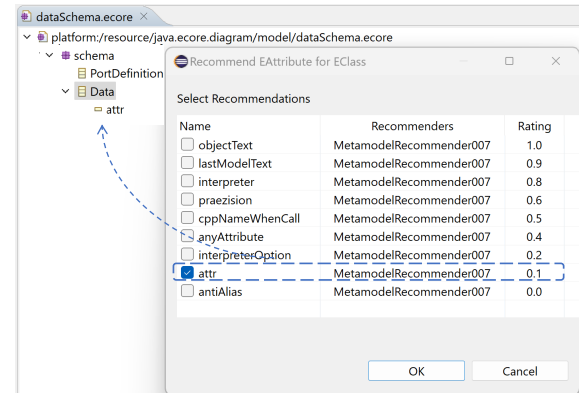 dataSchema.ecore
platform:/resource/java.ecore.diagram/model/dataSchema.ecore
schema
PortDefinition
Data
attr
Recommend EAttribute for EClass
Select Recommendations
Name Recommenders Rating
objectText MetamodelRecommender007 1.0
lastModelText MetamodelRecommender007 0.9
interpreter MetamodelRecommender007 0.8
praezision MetamodelRecommender007 0.6
cppNameWhenCall MetamodelRecommender007 0.5
anyAttribute MetamodelRecommender007 0.4
interpreterOption MetamodelRecommender007 0.2
attr MetamodelRecommender007 0.1
antiAlias MetamodelRecommender007 0.0
OK Cancel